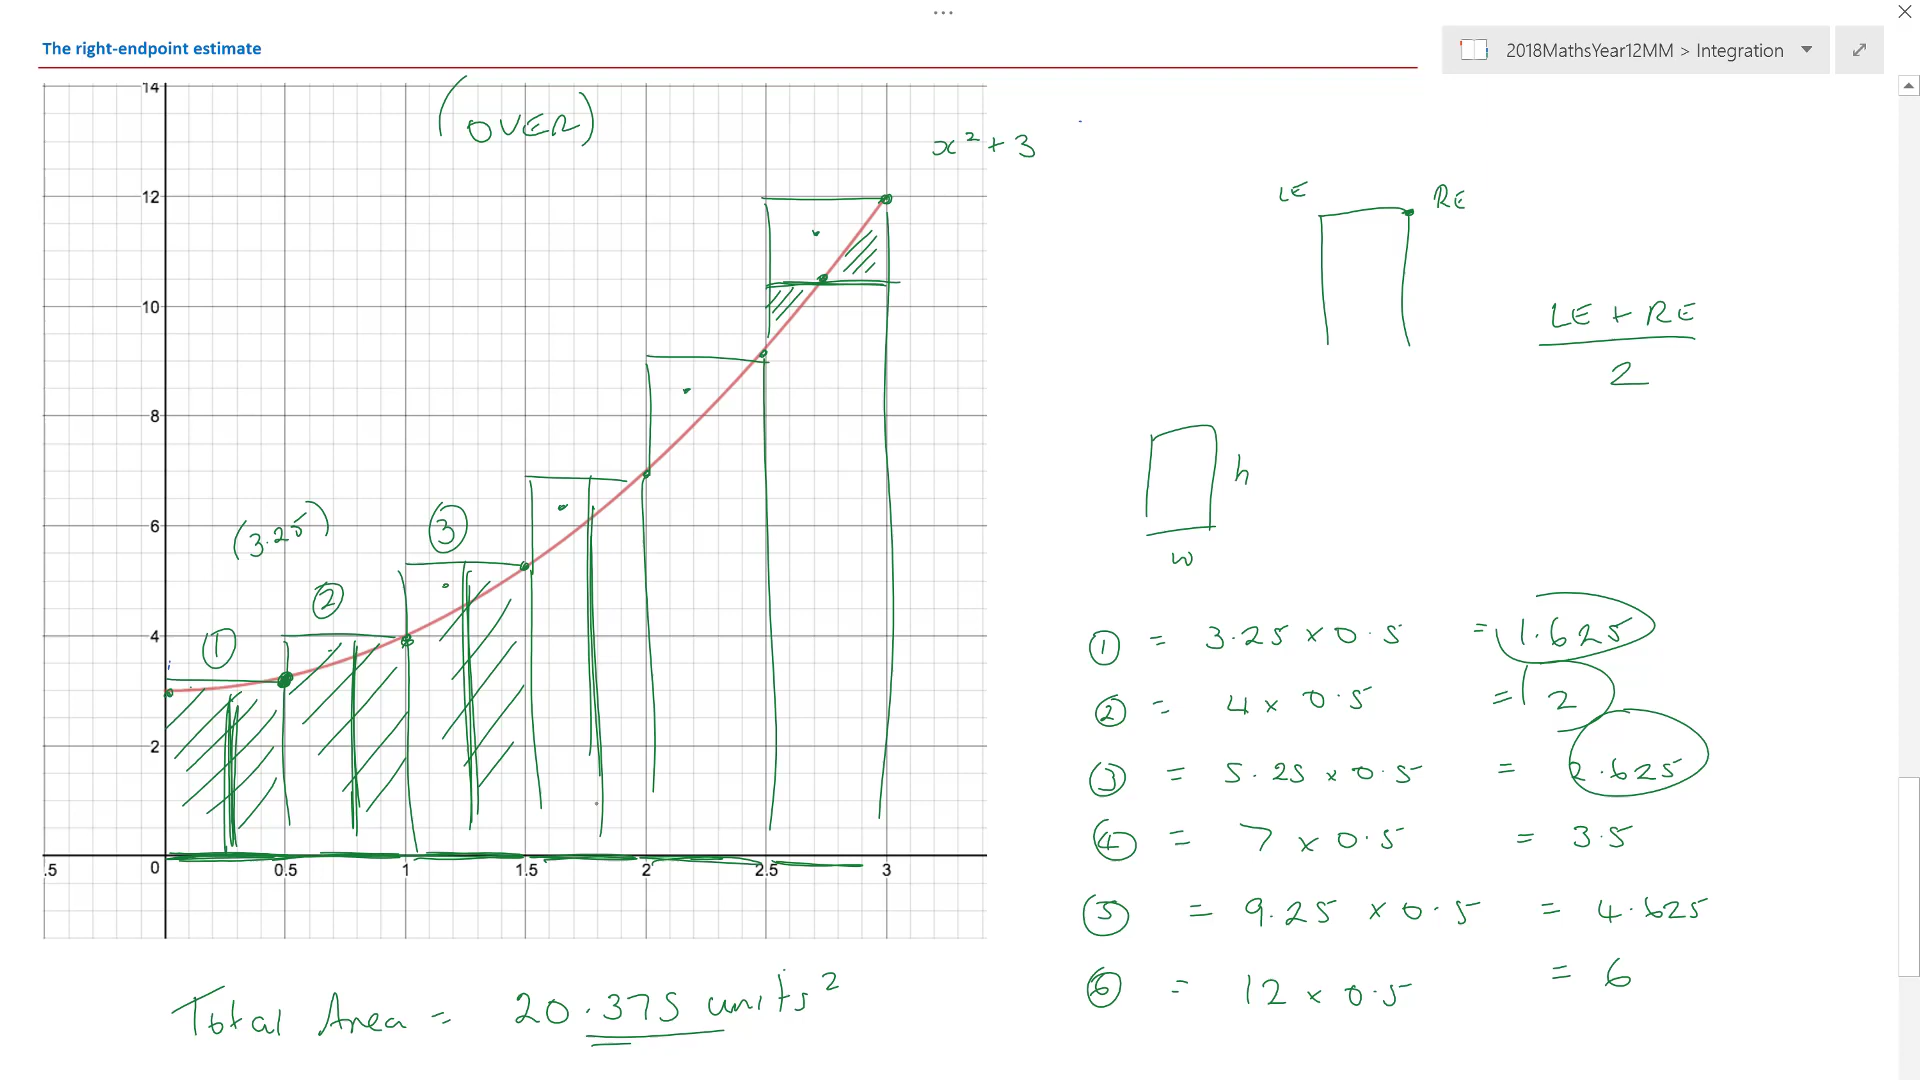 ...
The right-endpoint estimate
2018MathsYear12MM > Integration
14
(OVER)
x² + 3
12
LE RE
10
LE + RE
2
8
h
w
6
(3.25)
③
②
①
4
2
.5 0 0.5 1 1.5 2 2.5 3
① = 3.25 x 0.5 = 1.625
② = 4 x 0.5 = 2
③ = 5.25 x 0.5 = 2.625
④ = 7 x 0.5 = 3.5
⑤ = 9.25 x 0.5 = 4.625
⑥ = 12 x 0.5 = 6
Total Area = 20.375 units²